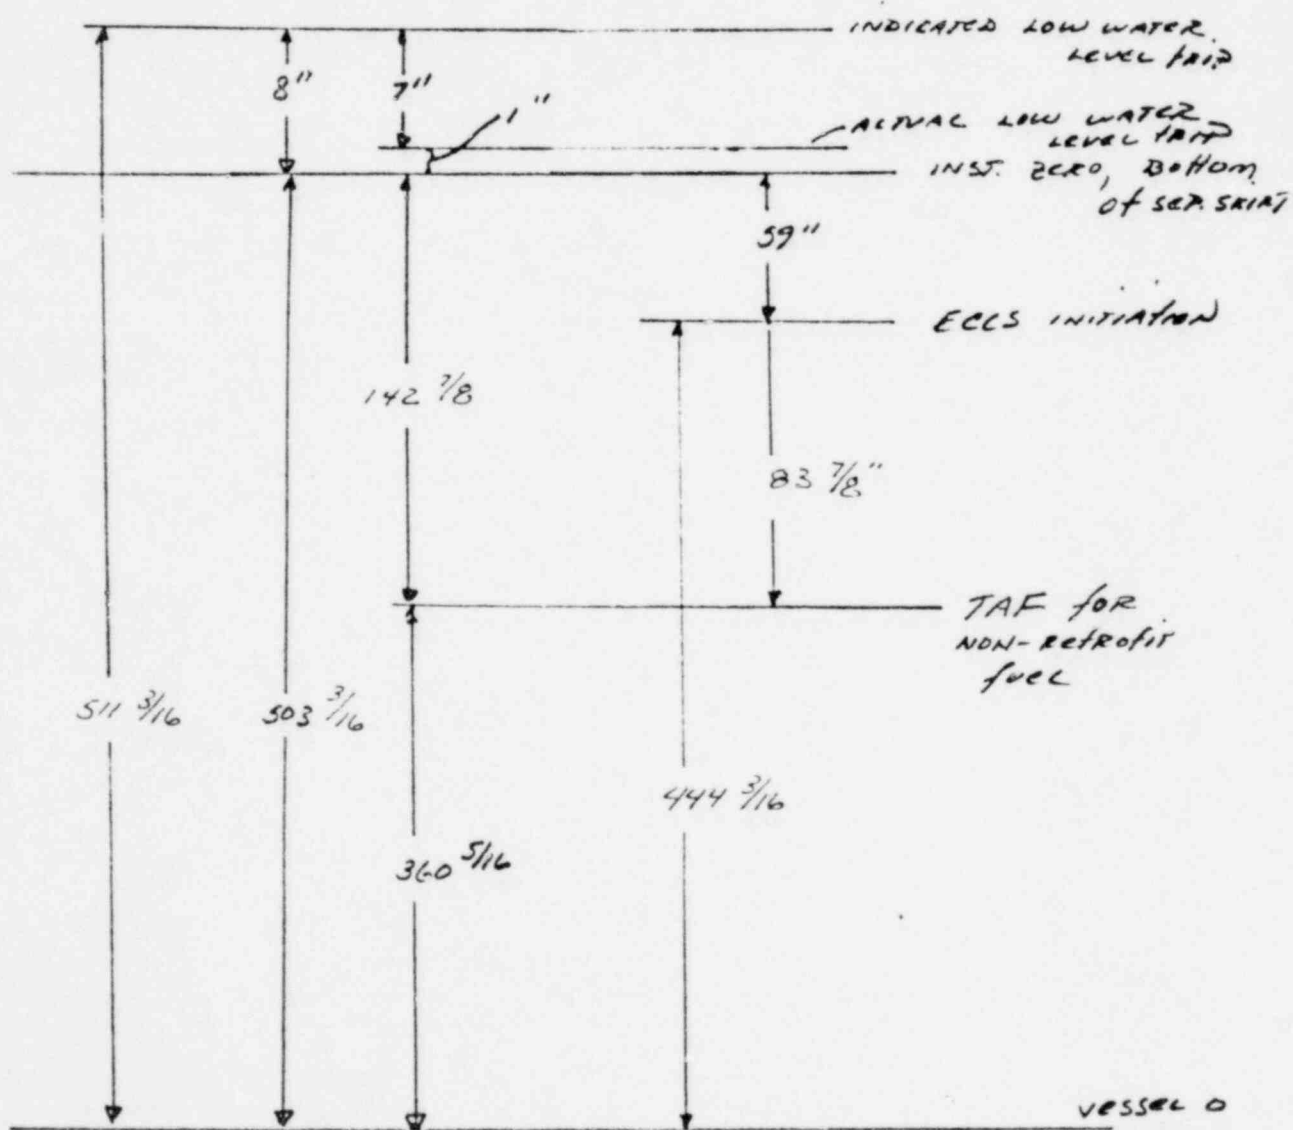 INDICATED LOW WATER
LEVEL TRIP
8"
7"
1"
ACTUAL LOW WATER
LEVEL TRIP
INST. ZERO, BOTTOM
OF SEP. SKIRT
59"
ECCS INITIATION
142 7/8
83 7/8"
TAF FOR
NON-RETROFIT
FUEL
511 3/16
503 3/16
444 3/16
360 5/16
VESSEL 0